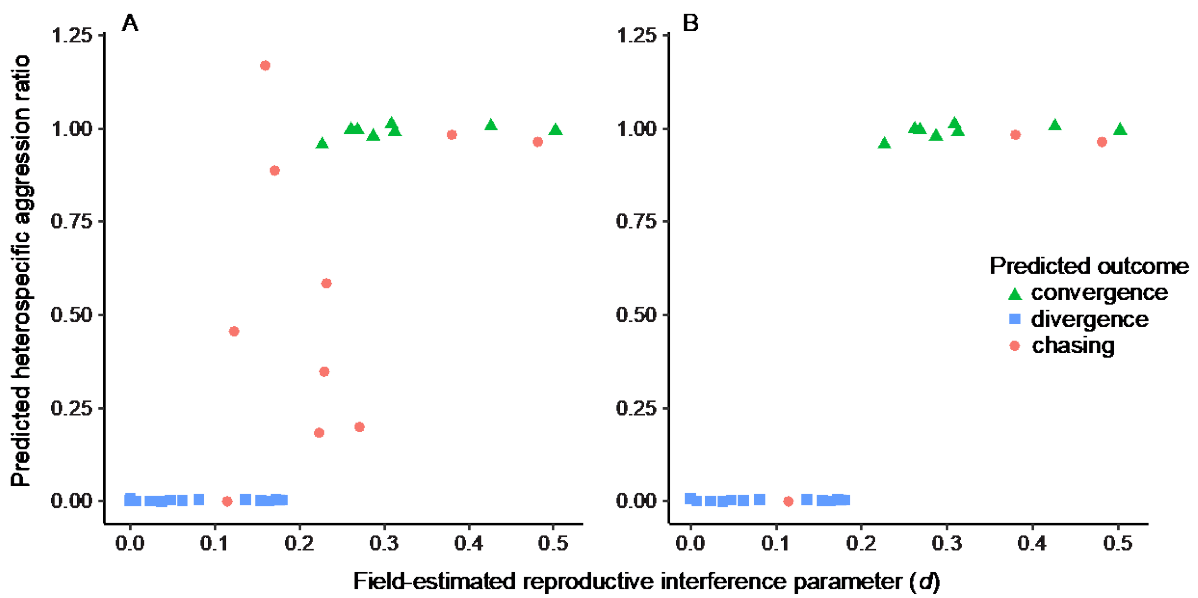 A
B
Predicted heterospecific aggression ratio
1.25
1.00
0.75
0.50
0.25
0.00
0.0 0.1 0.2 0.3 0.4 0.5
1.25
1.00
0.75
0.50
0.25
0.00
0.0 0.1 0.2 0.3 0.4 0.5
Predicted outcome
convergence
divergence
chasing
Field-estimated reproductive interference parameter (d)